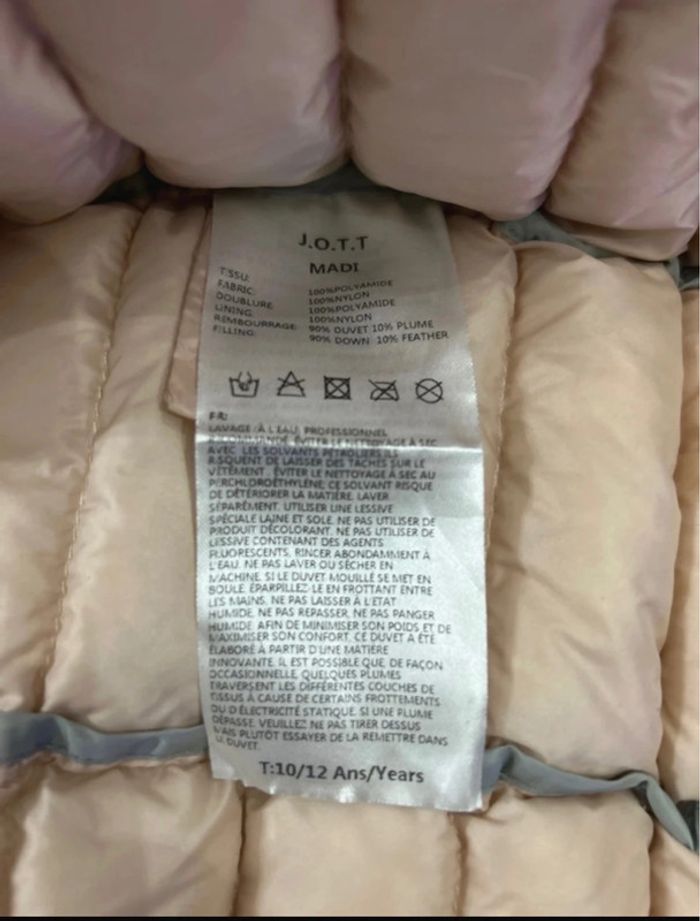 J.O.T.T
MADI
TISSU: 100%POLYAMIDE
FABRIC: 100%NYLON
DOUBLURE 100%POLYAMIDE
LINING: 100%NYLON
REMBOURRAGE: 90% DUVET 10% PLUME
FILLING: 90% DOWN 10% FEATHER
FR:
LAVAGE À L'EAU PROFESSIONNEL
RECOMMANDÉ. ÉVITER LE NETTOYAGE À SEC
AVEC LES SOLVANTS PÉTROLIERS ILS
RISQUENT DE LAISSER DES TACHES SUR LE
VÊTEMENT. ÉVITER LE NETTOYAGE À SEC AU
PERCHLOROÉTHYLÈNE, CE SOLVANT RISQUE
DE DÉTÉRIORER LA MATIÈRE. LAVER
SÉPARÉMENT. UTILISER UNE LESSIVE
SPÉCIALE LAINE ET SOLE. NE PAS UTILISER DE
PRODUIT DÉCOLORANT. NE PAS UTILISER DE
LESSIVE CONTENANT DES AGENTS
FLUORESCENTS. RINCER ABONDAMMENT À
L'EAU. NE PAS LAVER OU SÉCHER EN
MACHINE. SI LE DUVET MOUILLÉ SE MET EN
BOULE, ÉPARPILLEZ-LE EN FROTTANT ENTRE
LES MAINS. NE PAS LAISSER À L'ETAT
HUMIDE. NE PAS REPASSER. NE PAS PANGER
HUMIDE. AFIN DE MINIMISER SON POIDS ET DE
MAXIMISER SON CONFORT, CE DUVET A ÉTÉ
ÉLABORÉ À PARTIR D'UNE MATIÈRE
INNOVANTE. IL EST POSSIBLE QUE, DE FAÇON
OCCASIONNELLE, QUELQUES PLUMES
TRAVERSENT LES DIFFÉRENTES COUCHES DE
TISSUS À CAUSE DE CERTAINS FROTTEMENTS
OU D'ÉLECTRICITÉ STATIQUE. SI UNE PLUME
DÉPASSE, VEUILLEZ NE PAS TIRER DESSUS
MAIS PLUTÔT ESSAYER DE LA REMETTRE DANS
LE DUVET.
T:10/12 Ans/Years